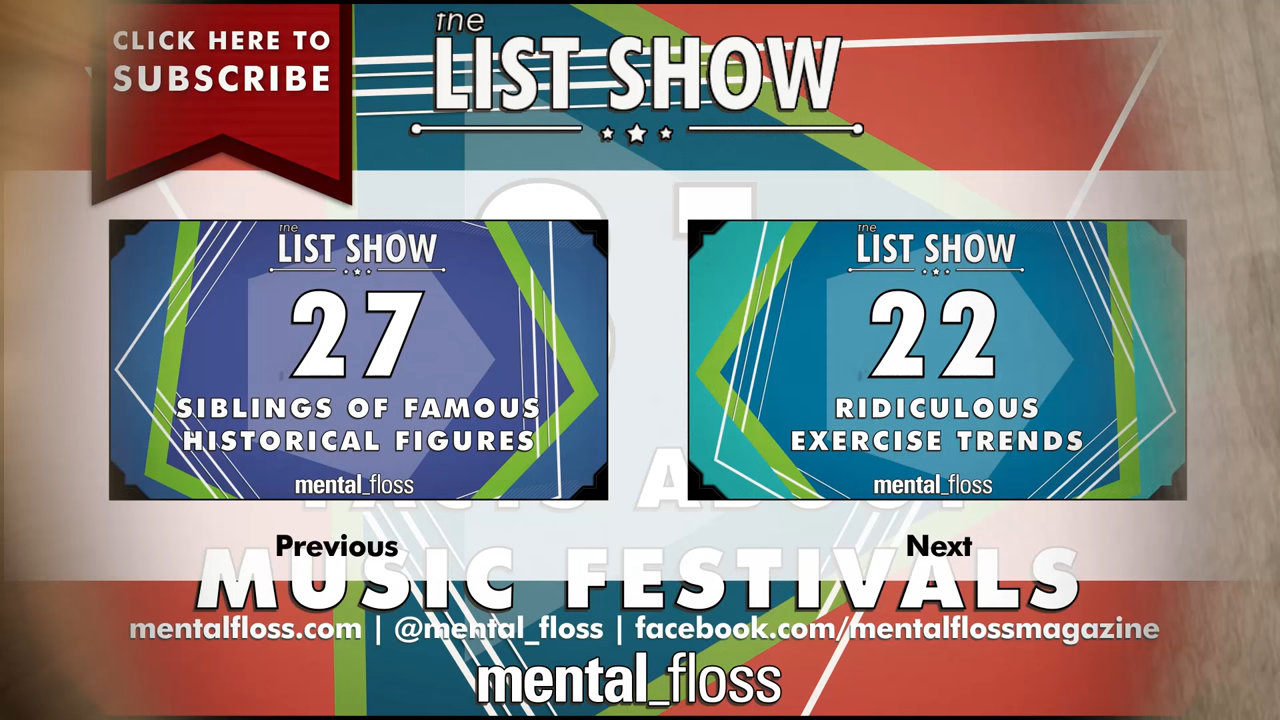 CLICK HERE TO
SUBSCRIBE
the
LIST SHOW
the
LIST SHOW
27
SIBLINGS OF FAMOUS
HISTORICAL FIGURES
mental_floss
the
LIST SHOW
22
RIDICULOUS
EXERCISE TRENDS
mental_floss
Previous
Next
MUSIC FESTIVALS
mentalfloss.com | @mental_floss | facebook.com/mentalflossmagazine
mental_floss